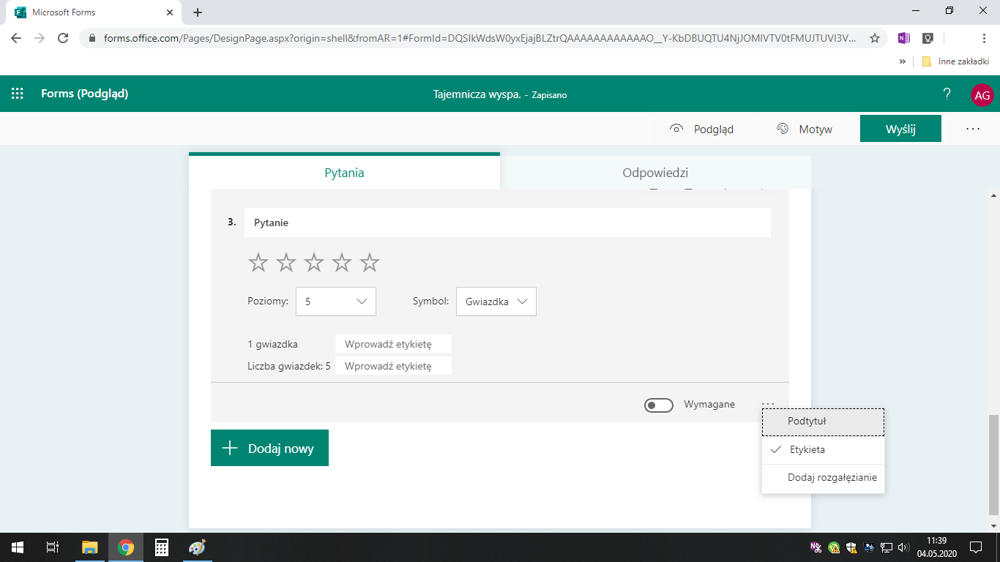 Microsoft Forms
forms.office.com/Pages/DesignPage.aspx?origin=shell&fromAR=1#FormId=DQSIkWdsW0yxEjajBLZtrQAAAAAAAAAAAAO__Y-KbDBUQTU4NjJOMlVTV0tFMUJTUVI3V...
» Inne zakładki
Forms (Podgląd)
Tajemnicza wyspa. - Zapisano
? AG
Podgląd Motyw Wyślij ...
Pytania Odpowiedzi
3. Pytanie
Poziomy: 5 Symbol: Gwiazdka
1 gwiazdka Wprowadź etykietę
Liczba gwiazdek: 5 Wprowadź etykietę
Wymagane ...
Podtytuł
Etykieta
Dodaj rozgałęzianie
Dodaj nowy
11:39
04.05.2020